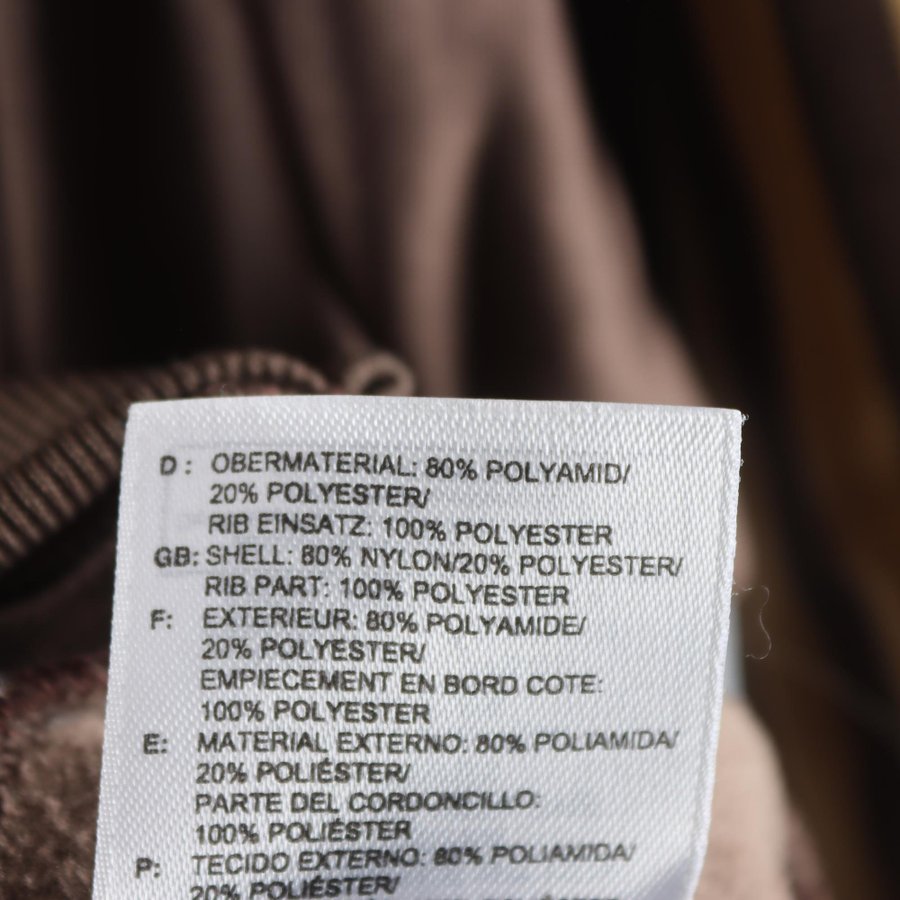 D: OBERMATERIAL: 80% POLYAMID/
20% POLYESTER/
RIB EINSATZ: 100% POLYESTER
GB: SHELL: 80% NYLON/20% POLYESTER/
RIB PART: 100% POLYESTER
F: EXTERIEUR: 80% POLYAMIDE/
20% POLYESTER/
EMPIECEMENT EN BORD COTE:
100% POLYESTER
E: MATERIAL EXTERNO: 80% POLIAMIDA/
20% POLIÉSTER/
PARTE DEL CORDONCILLO:
100% POLIÉSTER
P: TECIDO EXTERNO: 80% POLIAMIDA/
20% POLIÉSTER/